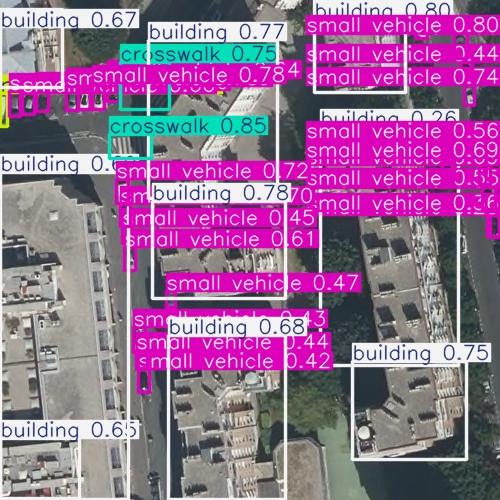 building 0.80
building 0.67
small vehicle 0.80
building 0.77
crosswalk 0.75
small vehicle 0.44
small vehicle 0.784
small vehicle 0.74
building 0.26
crosswalk 0.85
small vehicle 0.56
small vehicle 0.69
building
small vehicle 0.72
small vehicle 0.55
building 0.78
small vehicle
small vehicle 0.45
small vehicle 0.61
small vehicle 0.47
small vehicle 0.43
building 0.68
small vehicle 0.44
building 0.75
small vehicle 0.42
building 0.65